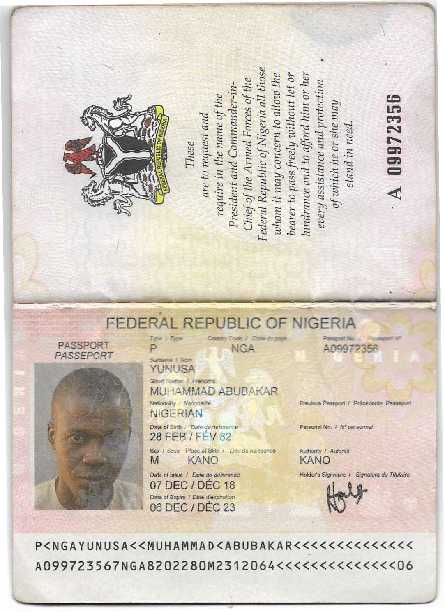 These
are to request and
require in the name of the
President and Commander-in-
Chief of the Armed Forces of the
Federal Republic of Nigeria all those
whom it may concern to allow the
bearer to pass freely without let or
hindrance and to afford him or her
every assistance and protection
of which he or she may
stand in need.
A 09972356
FEDERAL REPUBLIC OF NIGERIA
PASSPORT
PASSEPORT
Type / Type Country Code / Code du pays Passport No. / Passeport n°
P NGA A09972356
Surname / Nom
YUNUSA
Given Names / Prénoms
MUHAMMAD ABUBAKAR
Nationality / Nationalité Previous Passport / Précédente Passeport
NIGERIAN
Date of Birth / Date de naissance Personal No. / N° personnel
28 FEB / FÉV 82
Sex / Sexe Place of Birth / Lieu de naissance Authority / Autorité
M KANO KANO
Date of Issue / Date de délivrance Holder's Signature / Signature du Titulaire
07 DEC / DÉC 18
Date of Expiry / Date d'expiration
06 DEC / DÉC 23
P<NGAYUNUSA<<MUHAMMAD<ABUBAKAR<<<<<<<<<<<<<<
A099723567NGA8202280M2312064<<<<<<<<<<<<<<06